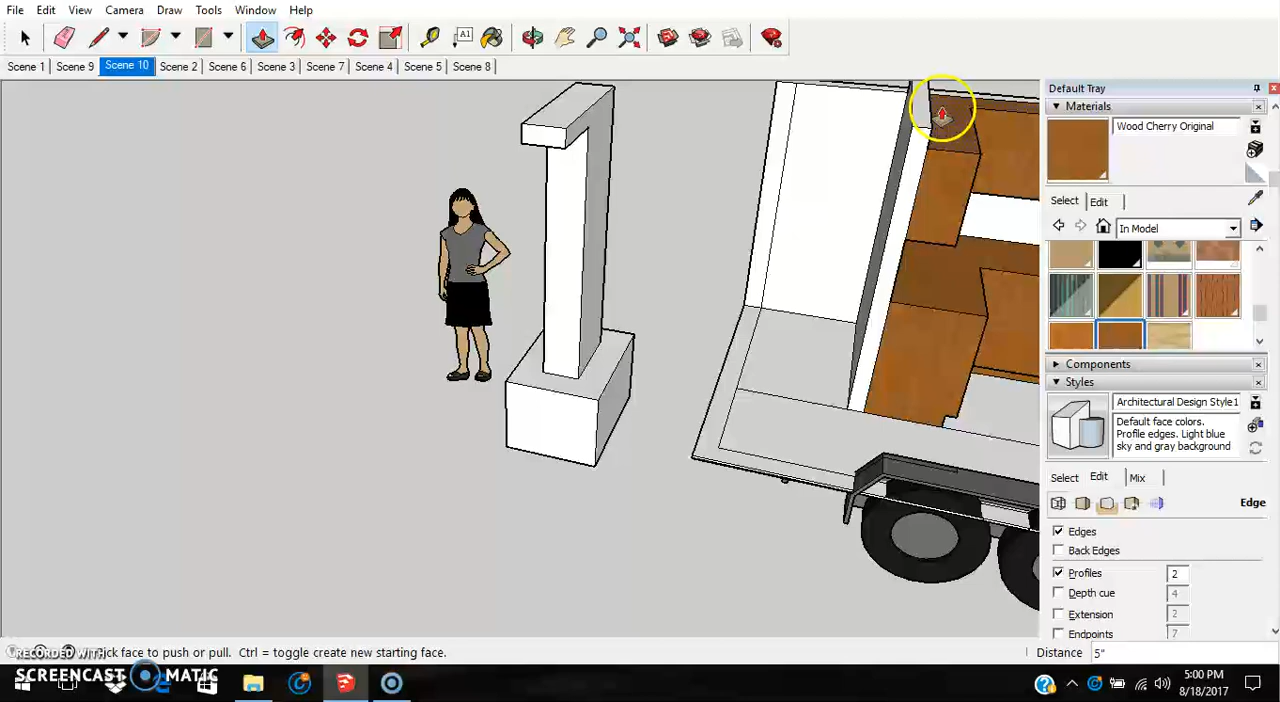 File Edit View Camera Draw Tools Window Help
A1
Scene 1 Scene 9 Scene 10 Scene 2 Scene 6 Scene 3 Scene 7 Scene 4 Scene 5 Scene 8
Default Tray
Materials
Wood Cherry Original
Select Edit
In Model
Components
Styles
Architectural Design Style1
Default face colors.
Profile edges. Light blue
sky and gray background
Select Edit Mix
Edge
Edges
Back Edges
Profiles 2
Depth cue 4
Extension 2
Endpoints 7
click face to push or pull. Ctrl = toggle create new starting face.
Distance 5"
RECORDED WITH
SCREENCAST MATIC
5:00 PM
8/18/2017